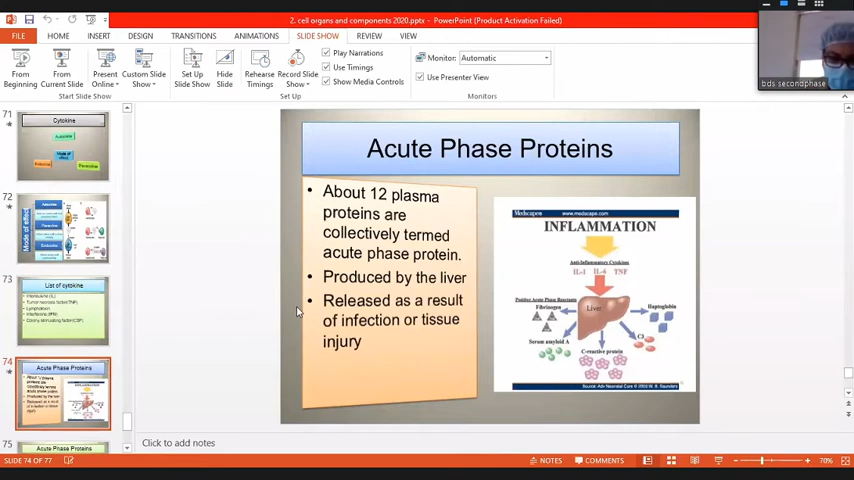 2. cell organs and components 2020.pptx - PowerPoint (Product Activation Failed)
FILE
HOME
INSERT
DESIGN
TRANSITIONS
ANIMATIONS
SLIDE SHOW
REVIEW
VIEW
From Beginning
From Current Slide
Present Online
Custom Slide Show
Set Up Slide Show
Hide Slide
Rehearse Timings
Record Slide Show
Play Narrations
Use Timings
Show Media Controls
Monitor: Automatic
Use Presenter View
Start Slide Show
Set Up
Monitors
bds secondphase
71
Cytokine
72
Mode of effect
73
List of cytokine
74
Acute Phase Proteins
75
Acute Phase Proteins
Acute Phase Proteins
• About 12 plasma
proteins are
collectively termed
acute phase protein.
• Produced by the liver
• Released as a result
of infection or tissue
injury
Medscape® www.medscape.com
INFLAMMATION
Anti-Inflammatory Cytokines
IL-1 IL-6 TNF
Positive Acute Phase Reactants
Fibrinogen
Haptoglobin
Liver
Serum amyloid A
C3
C-reactive protein
Source: Adv Neonatal Care © 2003 W. B. Saunders
Click to add notes
SLIDE 74 OF 77
NOTES
COMMENTS
70%